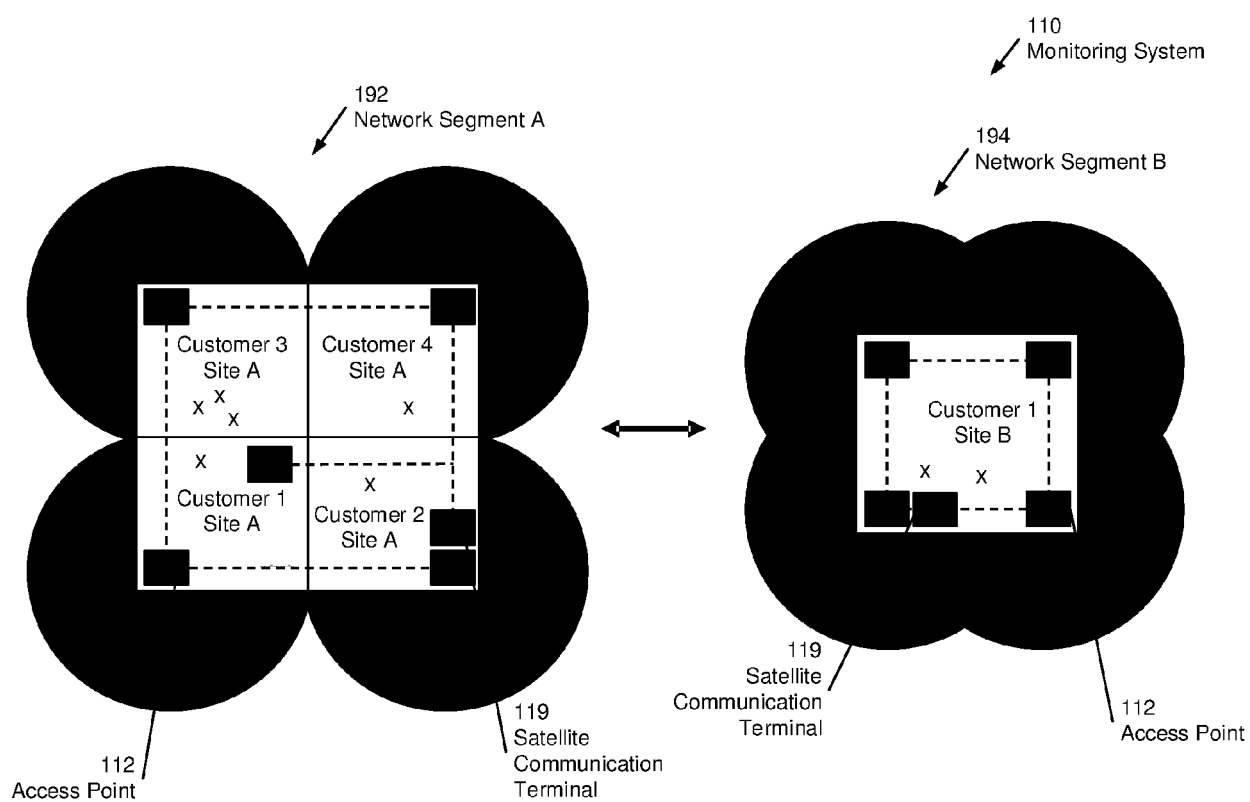 110
Monitoring System
192
Network Segment A
194
Network Segment B
Customer 3
Site A
Customer 4
Site A
X
X
X
X
Customer 1
Site B
X
X
X
X
Customer 1
Site A
Customer 2
Site A
119
Satellite
Communication
Terminal
112
Access Point
119
Satellite
Communication
Terminal
112
Access Point